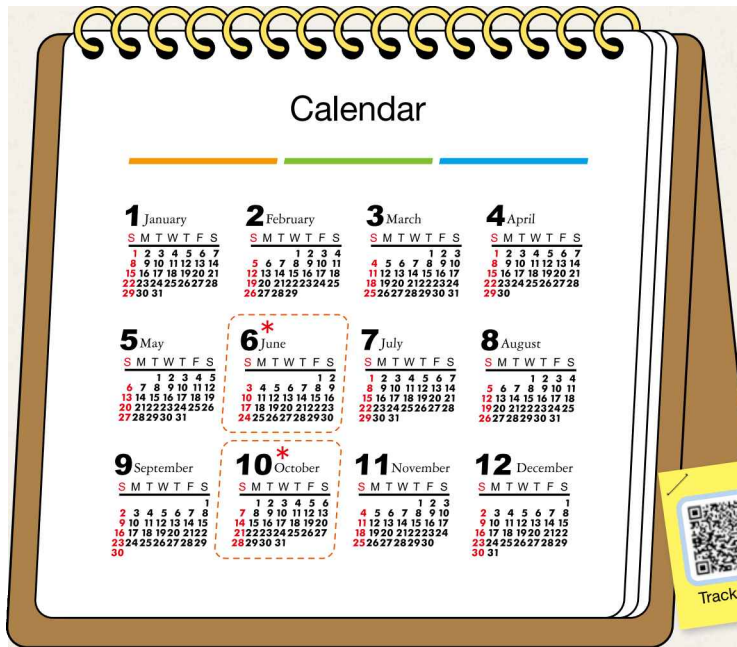 Calendar
1 January
S M T W T F S
1 2 3 4 5 6 7
8 9 10 11 12 13 14
15 16 17 18 19 20 21
22 23 24 25 26 27 28
29 30 31
2 February
S M T W T F S
1 2 3 4
5 6 7 8 9 10 11
12 13 14 15 16 17 18
19 20 21 22 23 24 25
26 27 28 29
3 March
S M T W T F S
1 2 3
4 5 6 7 8 9 10
11 12 13 14 15 16 17
18 19 20 21 22 23 24
25 26 27 28 29 30 31
4 April
S M T W T F S
1 2 3 4 5 6 7
8 9 10 11 12 13 14
15 16 17 18 19 20 21
22 23 24 25 26 27 28
29 30
5 May
S M T W T F S
1 2 3 4 5
6 7 8 9 10 11 12
13 14 15 16 17 18 19
20 21 22 23 24 25 26
27 28 29 30 31
6 June *
S M T W T F S
1 2
3 4 5 6 7 8 9
10 11 12 13 14 15 16
17 18 19 20 21 22 23
24 25 26 27 28 29 30
7 July
S M T W T F S
1 2 3 4 5 6 7
8 9 10 11 12 13 14
15 16 17 18 19 20 21
22 23 24 25 26 27 28
29 30 31
8 August
S M T W T F S
1 2 3 4
5 6 7 8 9 10 11
12 13 14 15 16 17 18
19 20 21 22 23 24 25
26 27 28 29 30 31
9 September
S M T W T F S
1
2 3 4 5 6 7 8
9 10 11 12 13 14 15
16 17 18 19 20 21 22
23 24 25 26 27 28 29
30
10 October *
S M T W T F S
1 2 3 4 5 6
7 8 9 10 11 12 13
14 15 16 17 18 19 20
21 22 23 24 25 26 27
28 29 30 31
11 November
S M T W T F S
1 2 3
4 5 6 7 8 9 10
11 12 13 14 15 16 17
18 19 20 21 22 23 24
25 26 27 28 29 30
12 December
S M T W T F S
1
2 3 4 5 6 7 8
9 10 11 12 13 14 15
16 17 18 19 20 21 22
23 24 25 26 27 28 29
30 31
Track